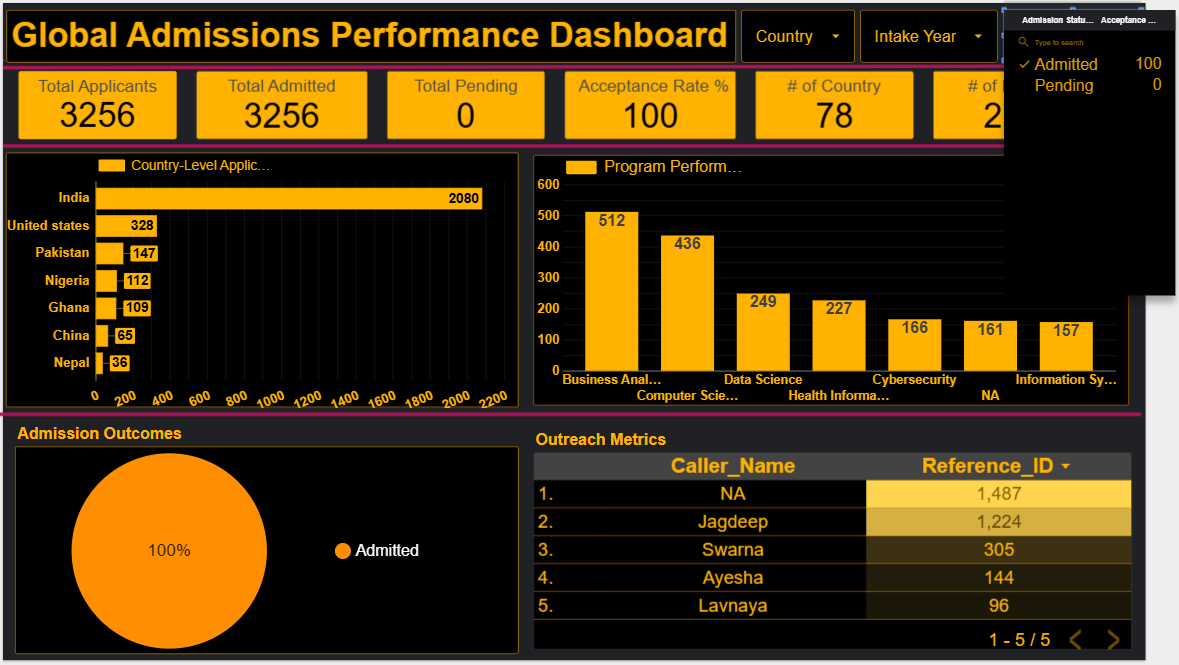 Global Admissions Performance Dashboard
Country
Intake Year
Admission Statu... Acceptance ...
Type to search
Admitted 100
Pending 0
Total Applicants
3256
Total Admitted
3256
Total Pending
0
Acceptance Rate %
100
# of Country
78
# of
2
Country-Level Applic...
India 2080
United states 328
Pakistan 147
Nigeria 112
Ghana 109
China 65
Nepal 36
0 200 400 600 800 1000 1200 1400 1600 1800 2000 2200
Program Perform...
600
500
400
300
200
100
0
512 436 249 227 166 161 157
Business Anal... Data Science Cybersecurity Information Sy...
Computer Scie... Health Informa... NA
Admission Outcomes
100%
Admitted
Outreach Metrics
Caller_Name Reference_ID
1. NA 1,487
2. Jagdeep 1,224
3. Swarna 305
4. Ayesha 144
5. Lavnaya 96
1 - 5 / 5